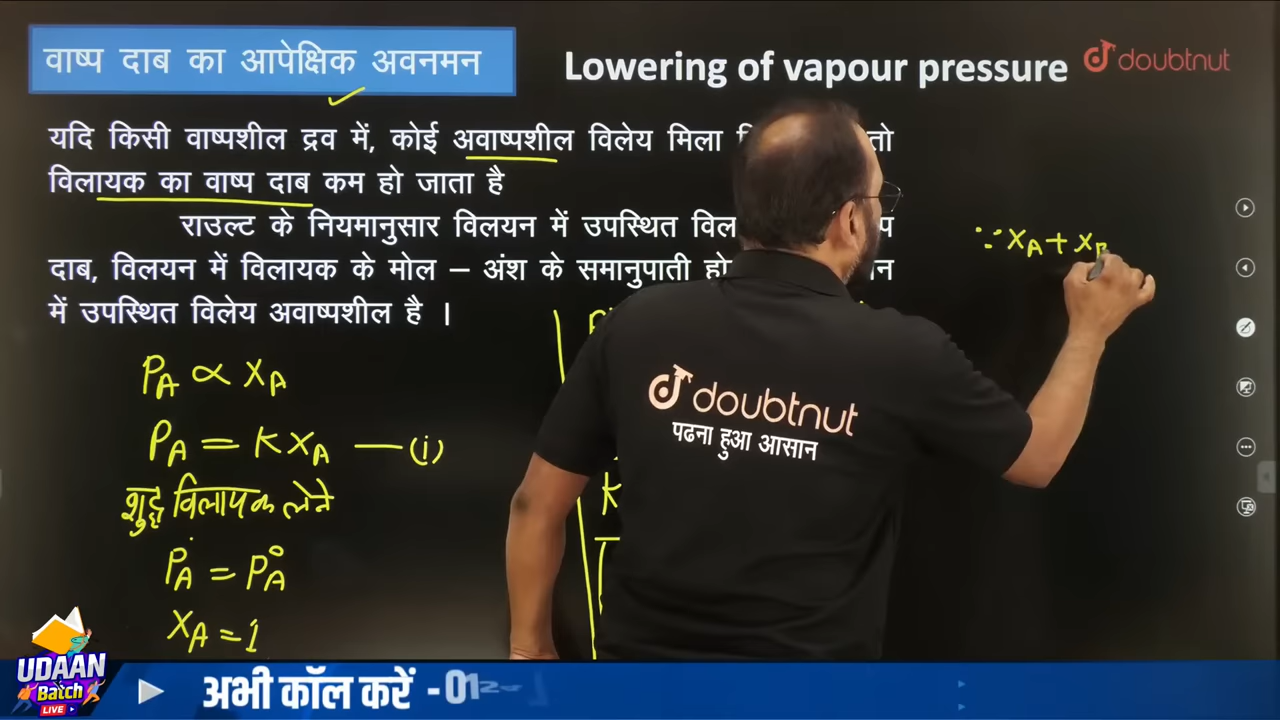 वाष्प दाब का आपेक्षिक अवनमन
Lowering of vapour pressure
doubtnut
यदि किसी वाष्पशील द्रव में, कोई अवाष्पशील विलेय मिला तो
विलायक का वाष्प दाब कम हो जाता है
राउल्ट के नियमानुसार विलयन में उपस्थित
दाब, विलयन में विलायक के मोल – अंश के समानुपाती
में उपस्थित विलेय अवाष्पशील है ।
∵ XA + XB
PA ∝ XA
PA = K XA — (i)
शुद्ध विलायक लेने
PA = P°A
XA = 1
K
doubtnut
पढना हुआ आसान
UDAAN
Batch
LIVE
अभी कॉल करें - 012